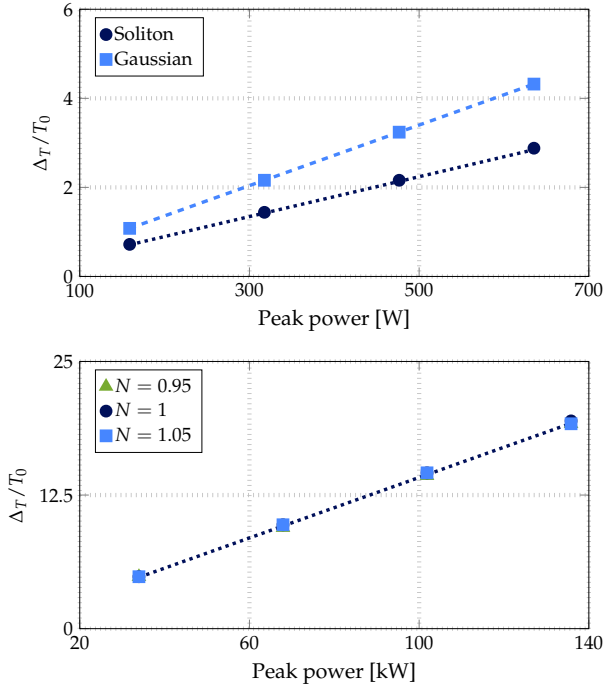 6
4
2
0
Δ_T/T_0
Soliton
Gaussian
100
300
500
700
Peak power [W]
25
12.5
0
Δ_T/T_0
N = 0.95
N = 1
N = 1.05
20
60
100
140
Peak power [kW]